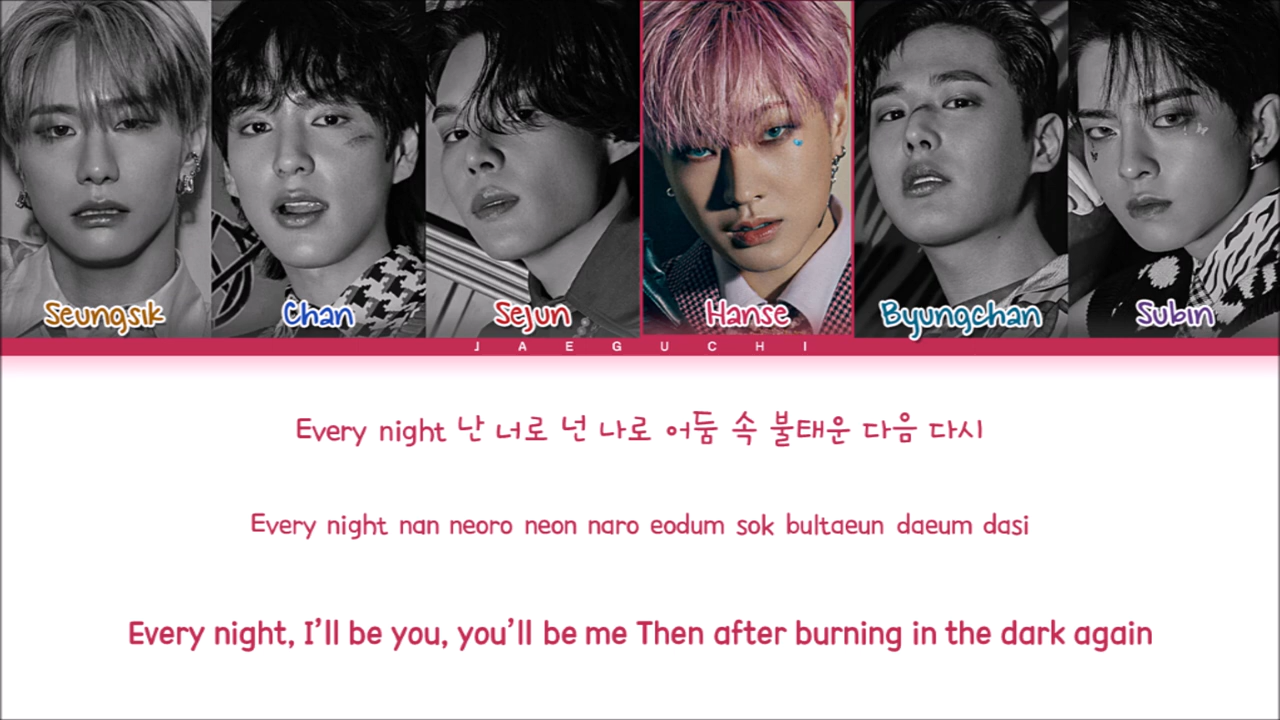 Seungsik Chan Sejun Hanse Byungchan Subin
JAEGUCHI
Every night 난 너로 넌 나로 어둠 속 불태운 다음 다시
Every night nan neoro neon naro eodum sok bultaeun daeum dasi
Every night, I'll be you, you'll be me Then after burning in the dark again